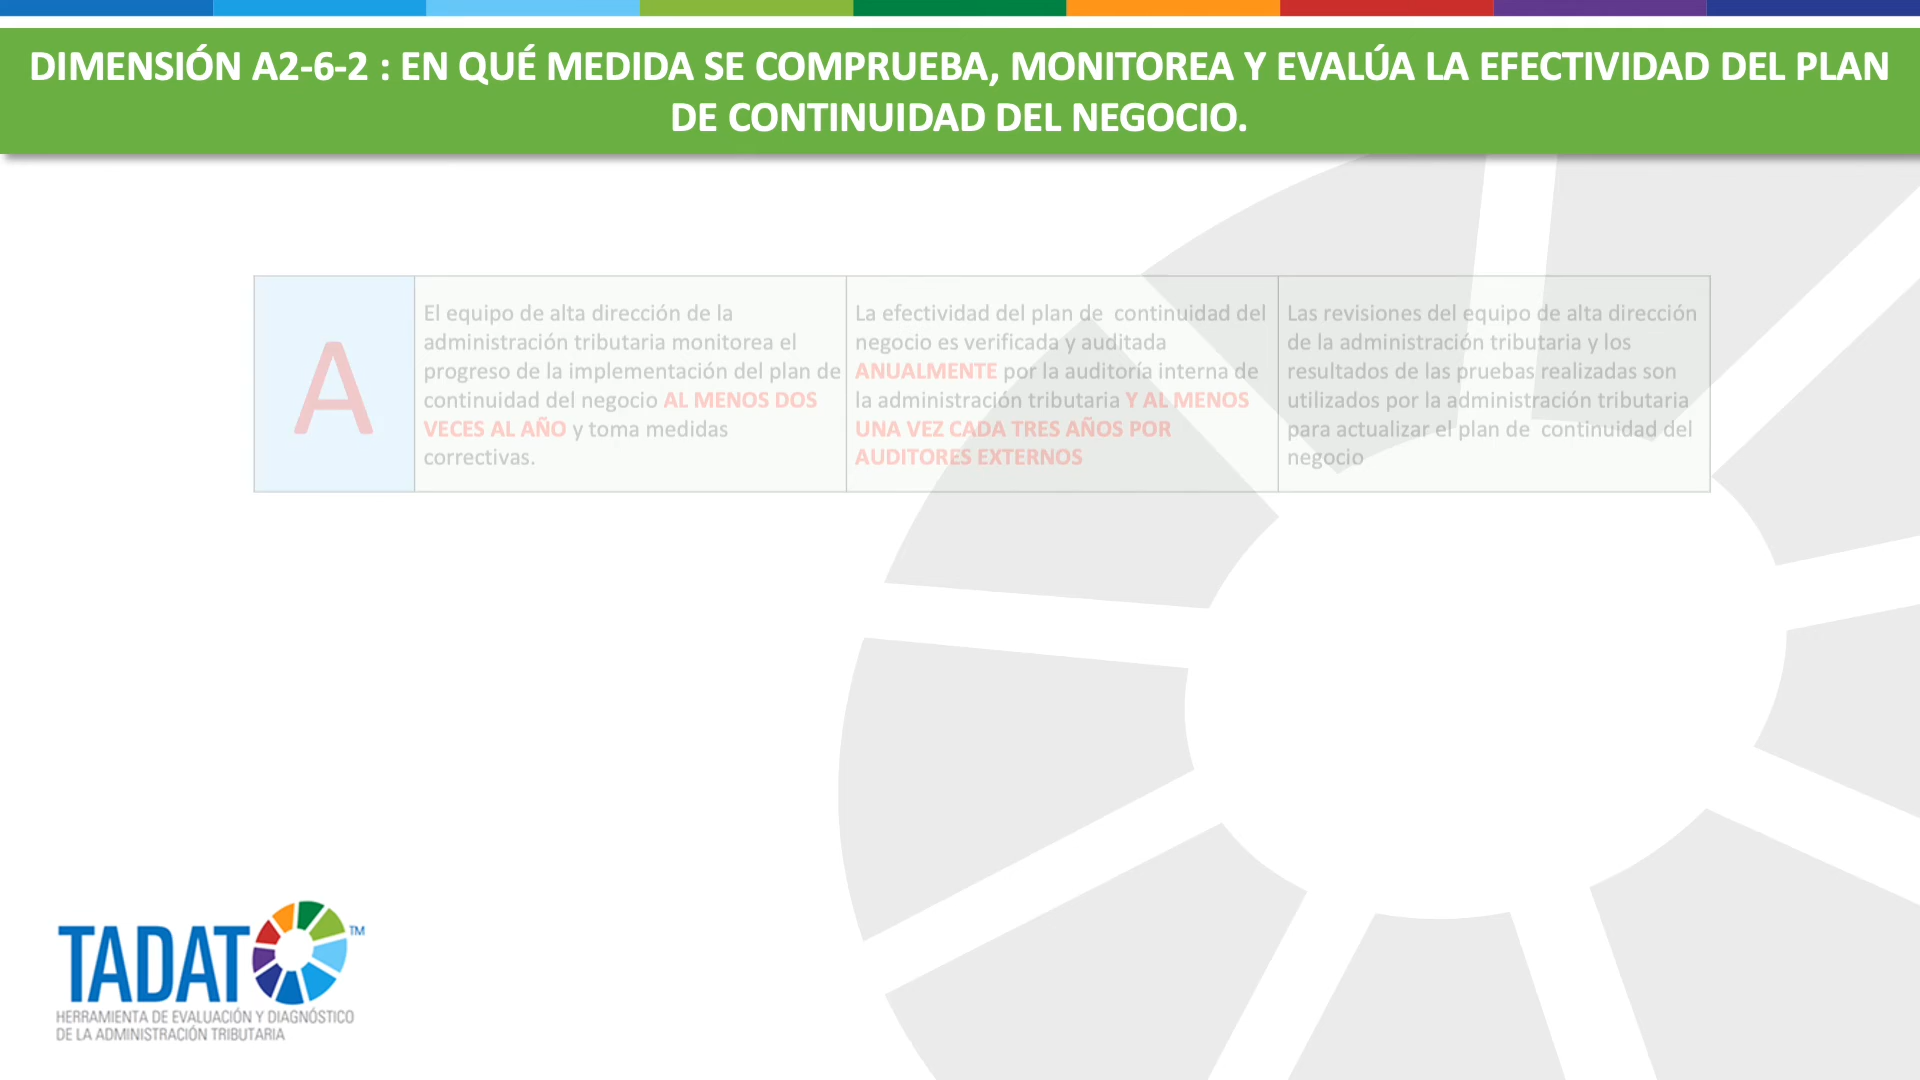 DIMENSIÓN A2-6-2 : EN QUÉ MEDIDA SE COMPRUEBA, MONITOREA Y EVALÚA LA EFECTIVIDAD DEL PLAN
DE CONTINUIDAD DEL NEGOCIO.
A
El equipo de alta dirección de la
administración tributaria monitorea el
progreso de la implementación del plan de
continuidad del negocio AL MENOS DOS
VECES AL AÑO y toma medidas
correctivas.
La efectividad del plan de continuidad del
negocio es verificada y auditada
ANUALMENTE por la auditoría interna de
la administración tributaria Y AL MENOS
UNA VEZ CADA TRES AÑOS POR
AUDITORES EXTERNOS
Las revisiones del equipo de alta dirección
de la administración tributaria y los
resultados de las pruebas realizadas son
utilizados por la administración tributaria
para actualizar el plan de continuidad del
negocio
TADAT TM
HERRAMIENTA DE EVALUACIÓN Y DIAGNÓSTICO
DE LA ADMINISTRACIÓN TRIBUTARIA